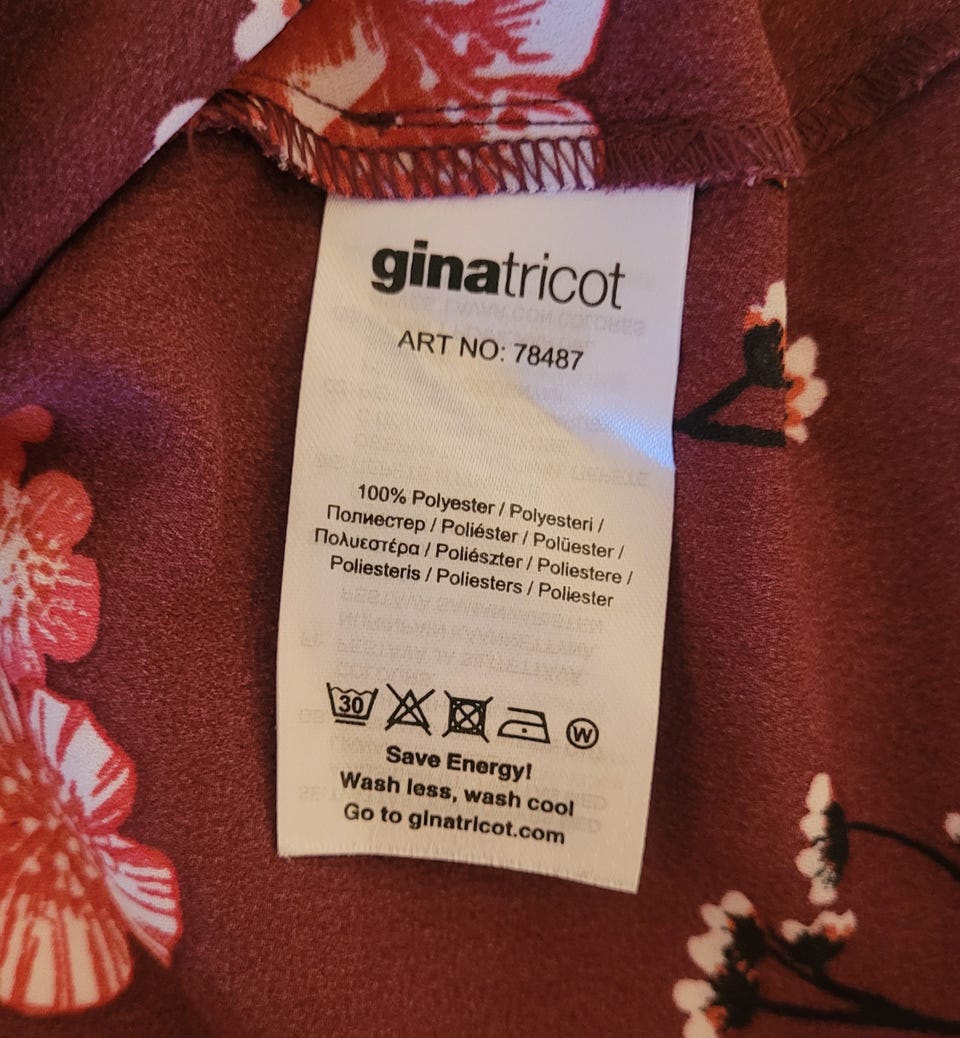 ginatricot
ART NO: 78487
100% Polyester / Polyesteri /
Полиестер / Poliéster / Polüester /
Πολυεστέρα / Poliészter / Poliestere /
Poliesteris / Poliesters / Poliester
30 W
Save Energy!
Wash less, wash cool
Go to ginatricot.com